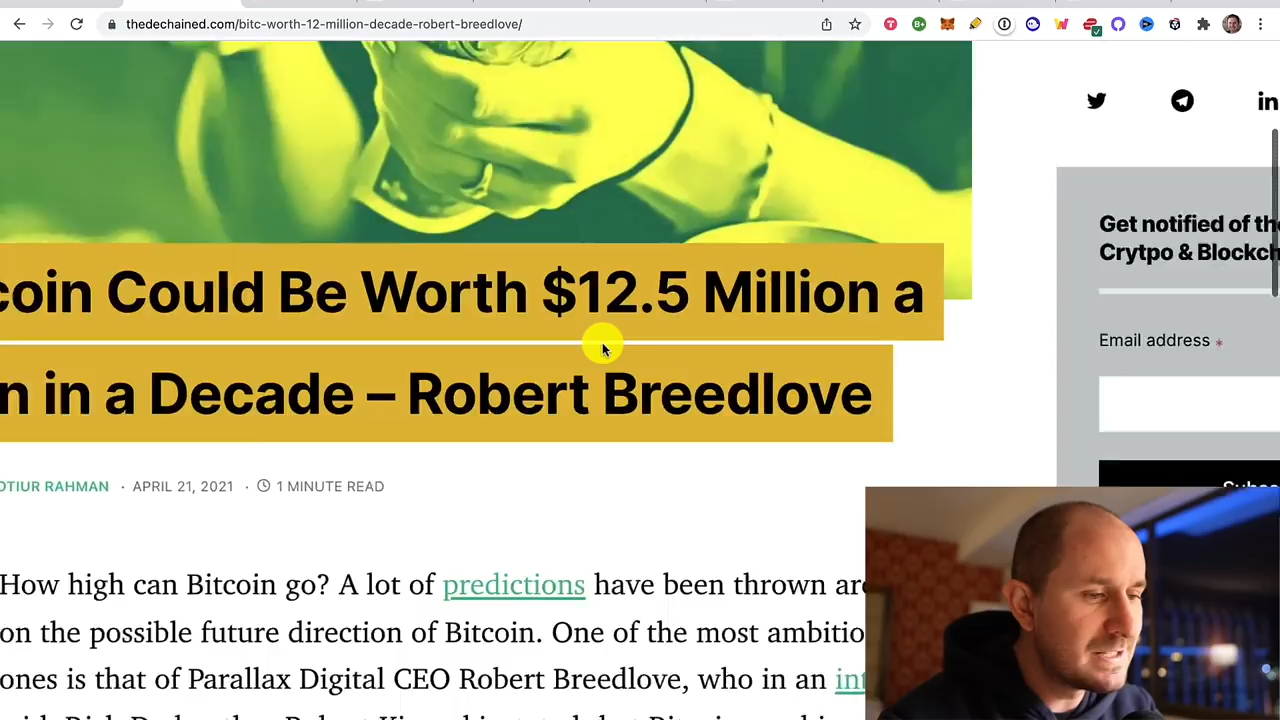 thedechained.com/bitc-worth-12-million-decade-robert-breedlove/
Get notified of th
Crytpo & Blockch
coin Could Be Worth $12.5 Million a
n in a Decade – Robert Breedlove
Email address *
OTIUR RAHMAN · APRIL 21, 2021 · 1 MINUTE READ
How high can Bitcoin go? A lot of predictions have been thrown ar
on the possible future direction of Bitcoin. One of the most ambitio
ones is that of Parallax Digital CEO Robert Breedlove, who in an int